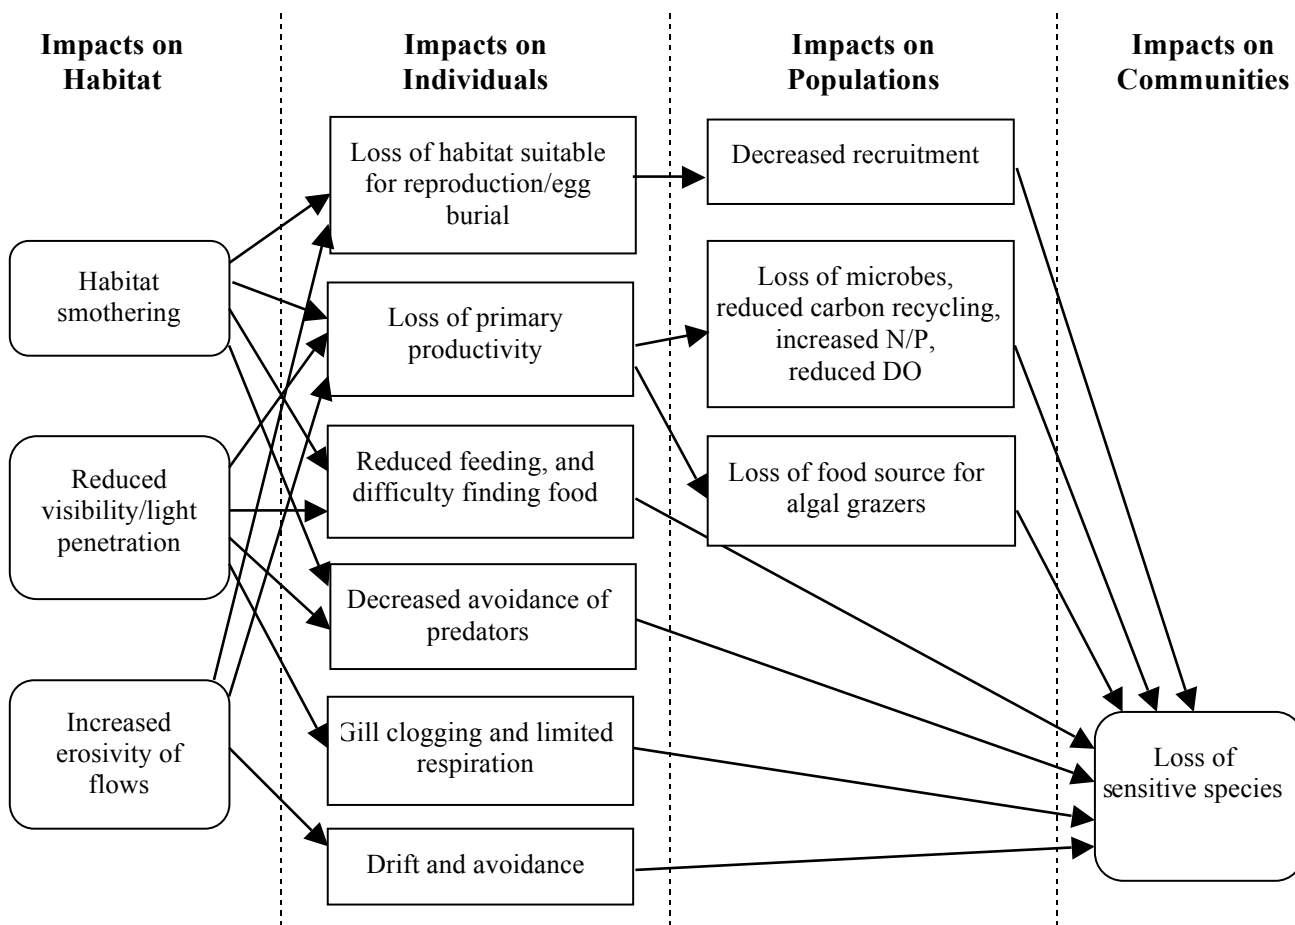 Impacts on
Habitat
Impacts on
Individuals
Impacts on
Populations
Impacts on
Communities
Habitat
smothering
Reduced
visibility/light
penetration
Increased
erosivity of
flows
Loss of habitat suitable
for reproduction/egg
burial
Loss of primary
productivity
Reduced feeding, and
difficulty finding food
Decreased avoidance of
predators
Gill clogging and limited
respiration
Drift and avoidance
Decreased recruitment
Loss of microbes,
reduced carbon recycling,
increased N/P,
reduced DO
Loss of food source for
algal grazers
Loss of
sensitive species